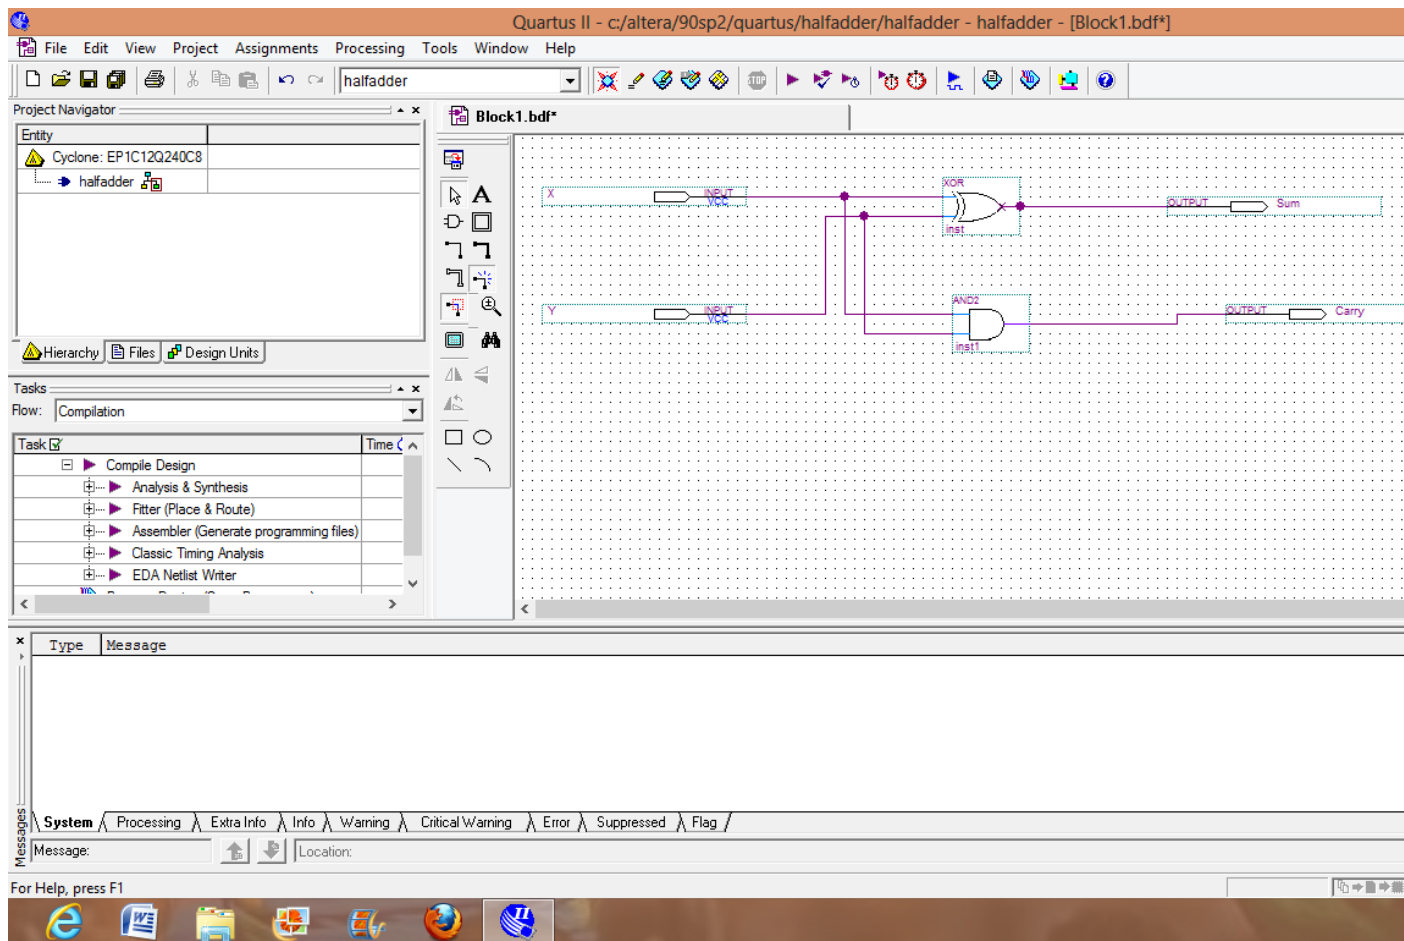 Quartus II - c:/altera/90sp2/quartus/halfadder/halfadder - halfadder - [Block1.bdf*]
File Edit View Project Assignments Processing Tools Window Help
halfadder
STOP
Project Navigator
Entity
Cyclone: EP1C12Q240C8
halfadder
Hierarchy Files Design Units
Tasks
Flow: Compilation
Task Time
Compile Design
Analysis & Synthesis
Fitter (Place & Route)
Assembler (Generate programming files)
Classic Timing Analysis
EDA Netlist Writer
Block1.bdf*
A
X INPUT
VCC
XOR
inst
OUTPUT Sum
Y INPUT
VCC
AND2
inst1
OUTPUT Carry
Type Message
System Processing Extra Info Info Warning Critical Warning Error Suppressed Flag
Messages
Message: Location:
For Help, press F1